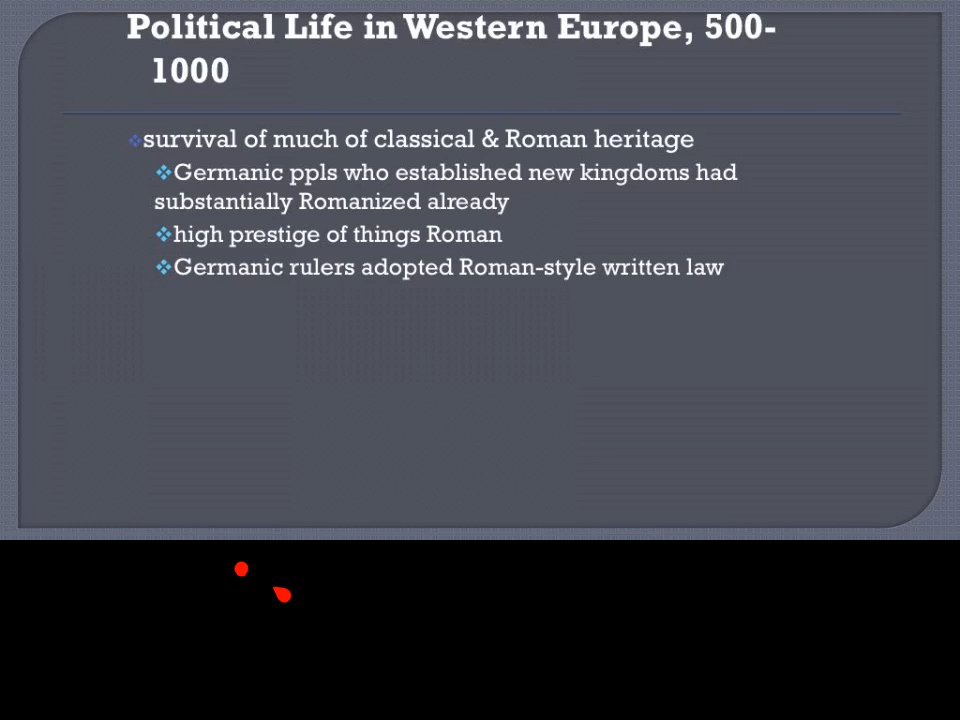 Political Life in Western Europe, 500-
1000
survival of much of classical & Roman heritage
Germanic ppls who established new kingdoms had
substantially Romanized already
high prestige of things Roman
Germanic rulers adopted Roman-style written law